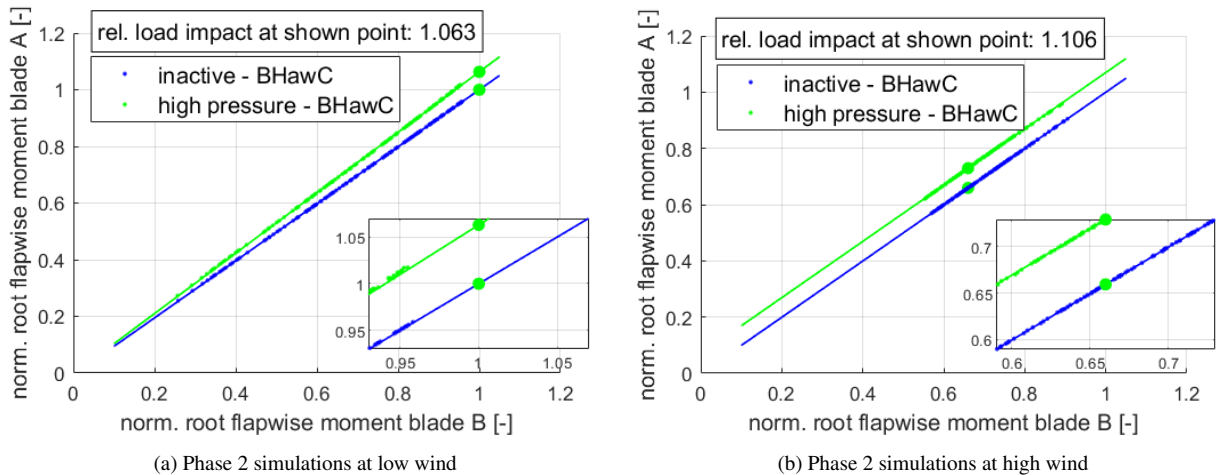 norm. root flapwise moment blade A [-]
1.2
1
0.8
0.6
0.4
0.2
0
rel. load impact at shown point: 1.063
inactive - BHawC
high pressure - BHawC
1.05
1
0.95
0.95 1 1.05
0 0.2 0.4 0.6 0.8 1 1.2
norm. root flapwise moment blade B [-]
(a) Phase 2 simulations at low wind
norm. root flapwise moment blade A [-]
1.2
1
0.8
0.6
0.4
0.2
0
rel. load impact at shown point: 1.106
inactive - BHawC
high pressure - BHawC
0.7
0.65
0.6
0.6 0.65 0.7
0 0.2 0.4 0.6 0.8 1 1.2
norm. root flapwise moment blade B [-]
(b) Phase 2 simulations at high wind